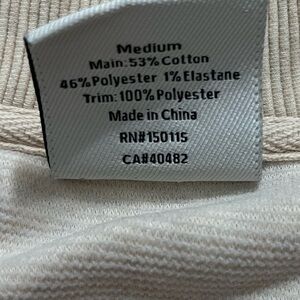 Medium
Main: 53% Cotton
46% Polyester 1% Elastane
Trim: 100% Polyester
Made in China
RN#150115
CA#40482